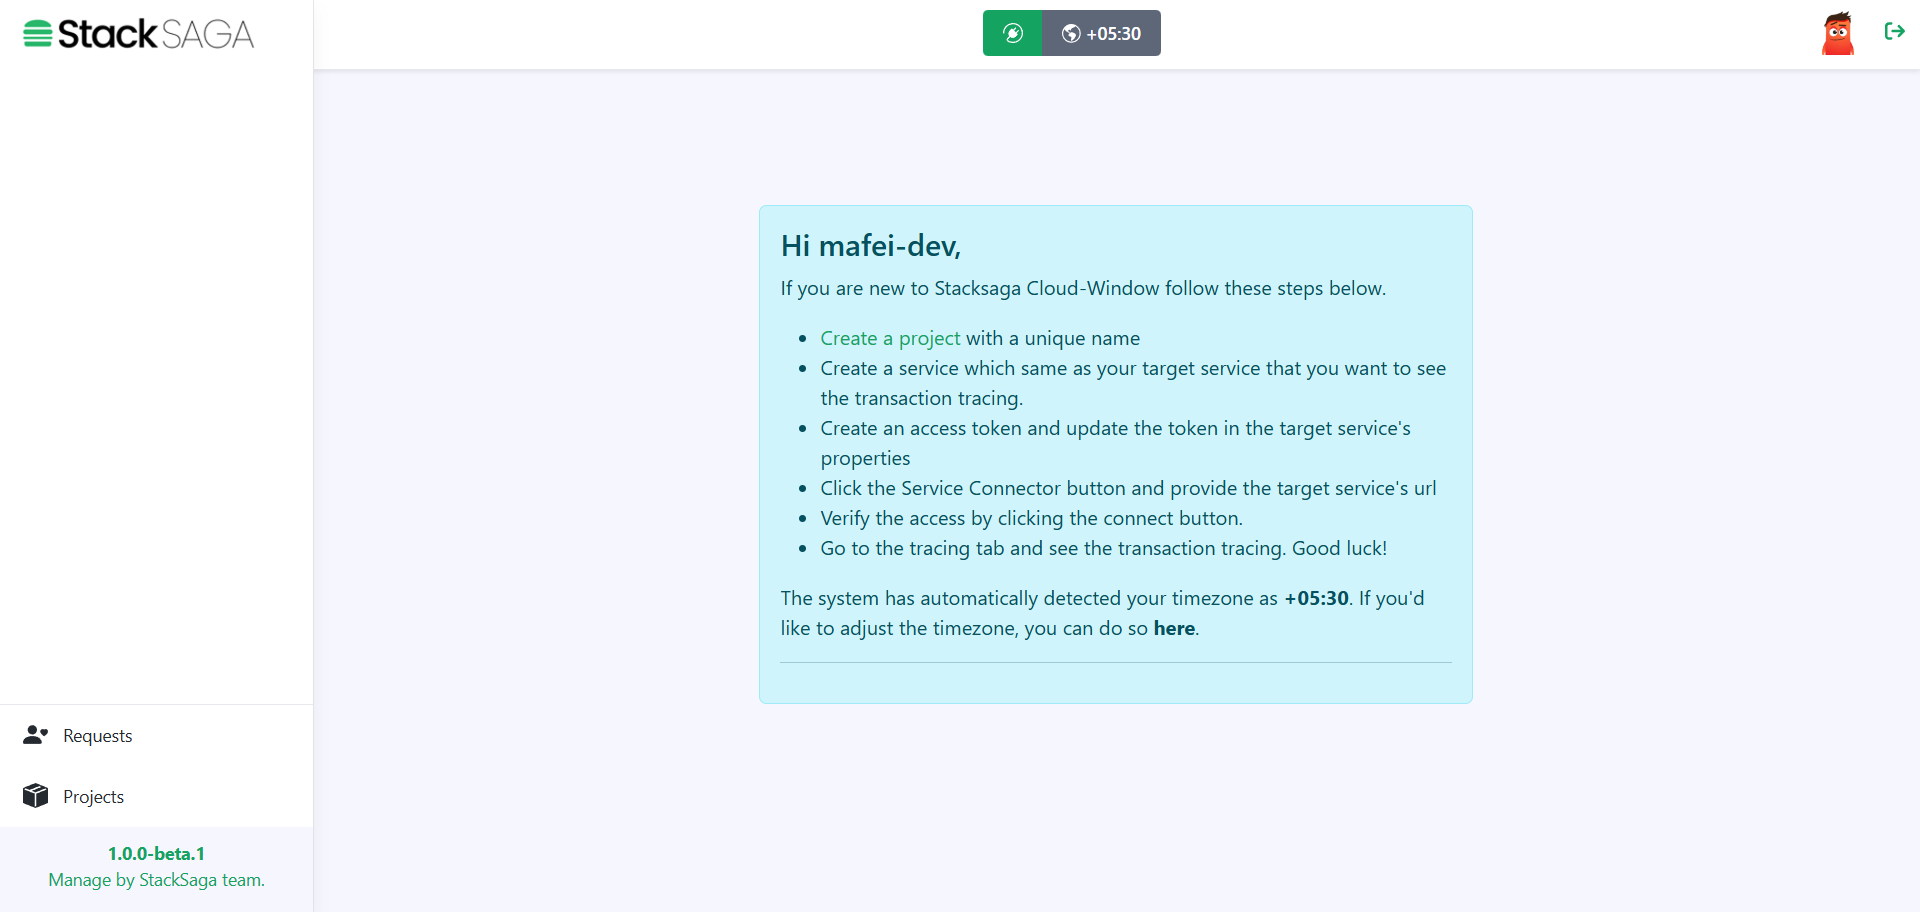 StackSAGA
+05:30
Hi mafei-dev,
If you are new to Stacksaga Cloud-Window follow these steps below.
Create a project with a unique name
Create a service which same as your target service that you want to see
the transaction tracing.
Create an access token and update the token in the target service's
properties
Click the Service Connector button and provide the target service's url
Verify the access by clicking the connect button.
Go to the tracing tab and see the transaction tracing. Good luck!
The system has automatically detected your timezone as +05:30. If you'd
like to adjust the timezone, you can do so here.
Requests
Projects
1.0.0-beta.1
Manage by StackSaga team.